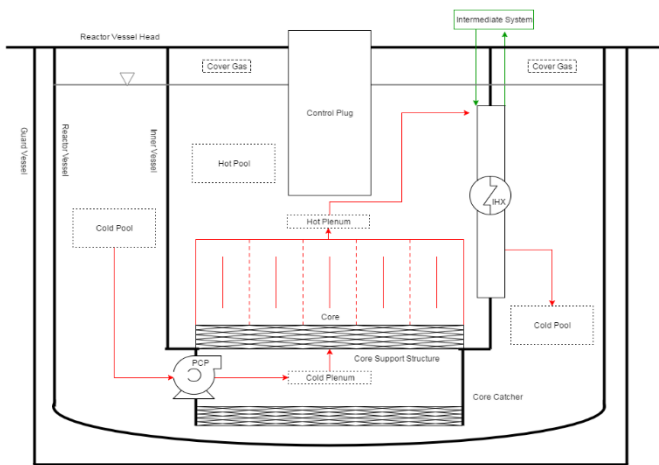 Intermediate System
Reactor Vessel Head
Cover Gas
Cover Gas
Control Plug
Guard Vessel
Reactor Vessel
Inner Vessel
Hot Pool
IHX
Hot Plenum
Cold Pool
Cold Pool
Core
Core Support Structure
PCP
Cold Plenum
Core Catcher